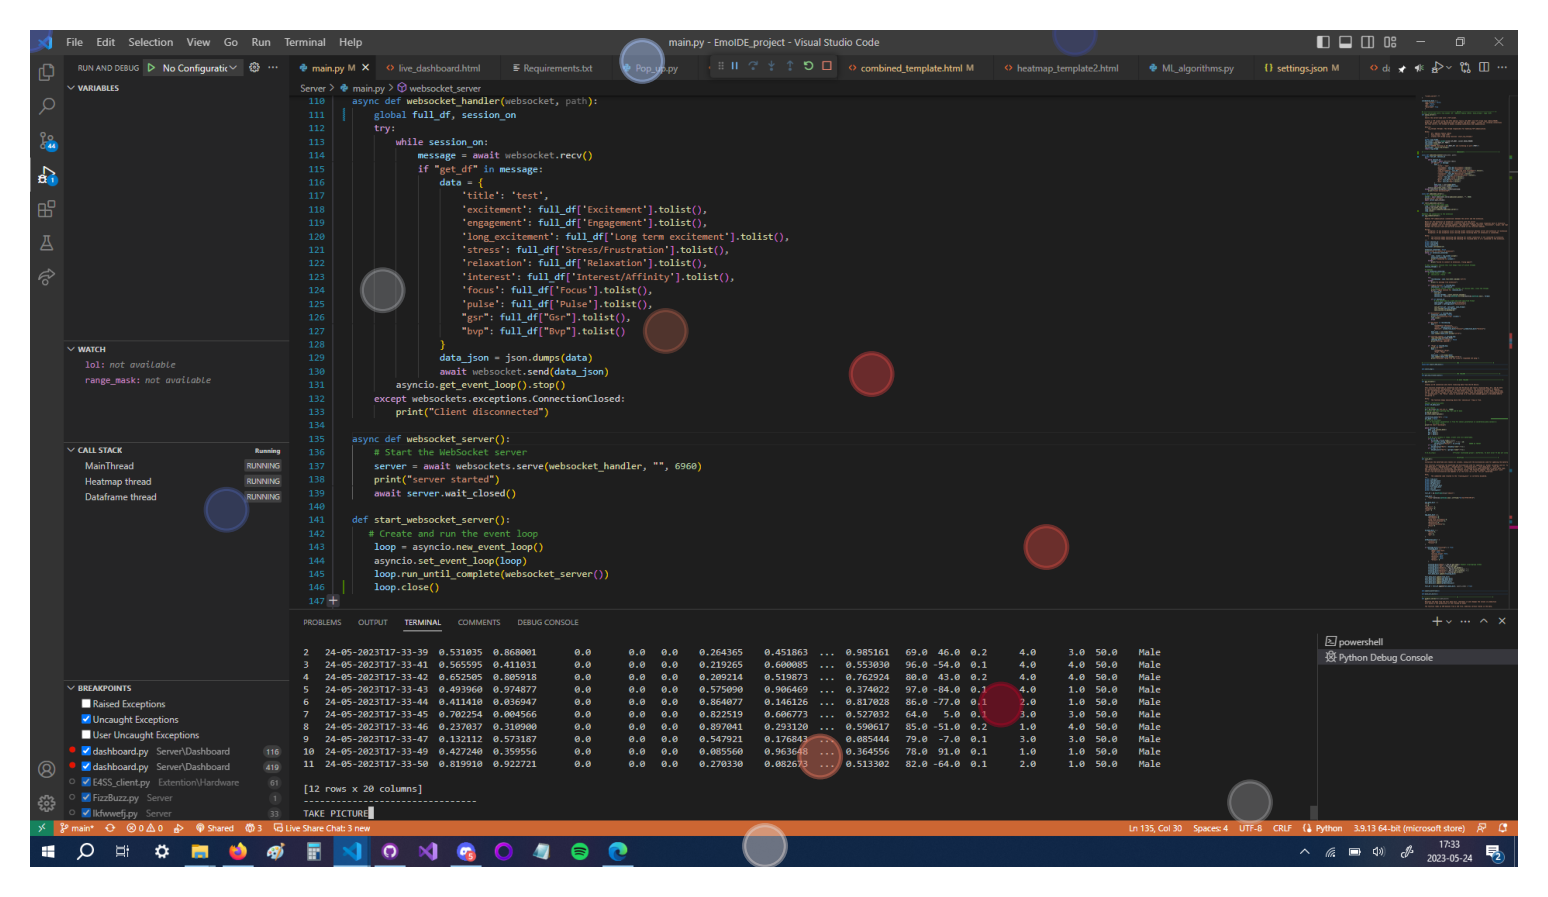 File Edit Selection View Go Run Terminal Help
main.py - EmoIDE_project - Visual Studio Code
RUN AND DEBUG No Configuratic
main.py M
live_dashboard.html
Requirements.txt
combined_template.html M
heatmap_template2.html
ML_algorithms.py
settings.json M
Server > main.py > websocket_server
VARIABLES
110 async def websocket_handler(websocket, path):
111 global full_df, session_on
112 try:
113 while session_on:
114 message = await websocket.recv()
115 if "get_df" in message:
116 data = {
117 'title': 'test',
118 'excitement': full_df['Excitement'].tolist(),
119 'engagement': full_df['Engagement'].tolist(),
120 'long_excitement': full_df['Long term excitement'].tolist(),
121 'stress': full_df['Stress/Frustration'].tolist(),
122 'relaxation': full_df['Relaxation'].tolist(),
123 'interest': full_df['Interest/Affinity'].tolist(),
124 'focus': full_df['Focus'].tolist(),
125 'pulse': full_df['Pulse'].tolist(),
126 "gsr": full_df["Gsr"].tolist(),
127 "bvp": full_df["Bvp"].tolist()
128 }
129 data_json = json.dumps(data)
130 await websocket.send(data_json)
131 asyncio.get_event_loop().stop()
132 except websockets.exceptions.ConnectionClosed:
133 print("Client disconnected")
134
135 async def websocket_server():
136 # Start the WebSocket server
137 server = await websockets.serve(websocket_handler, "", 6960)
138 print("server started")
139 await server.wait_closed()
140
141 def start_websocket_server():
142 # Create and run the event loop
143 loop = asyncio.new_event_loop()
144 asyncio.set_event_loop(loop)
145 loop.run_until_complete(websocket_server())
146 loop.close()
147
WATCH
lol: not available
range_mask: not available
CALL STACK Running
MainThread RUNNING
Heatmap thread RUNNING
Dataframe thread RUNNING
BREAKPOINTS
Raised Exceptions
Uncaught Exceptions
User Uncaught Exceptions
dashboard.py Server\Dashboard 116
dashboard.py Server\Dashboard 419
E4SS_client.py Extention\Hardware 61
FizzBuzz.py Server 1
lkfwwefj.py Server 33
PROBLEMS OUTPUT TERMINAL COMMENTS DEBUG CONSOLE
2 24-05-2023T17-33-39 0.531035 0.868001 0.0 0.0 0.0 0.264365 0.451863 ... 0.985161 69.0 46.0 0.2 4.0 3.0 50.0 Male
3 24-05-2023T17-33-41 0.565595 0.411031 0.0 0.0 0.0 0.219265 0.600085 ... 0.553030 96.0 -54.0 0.1 4.0 4.0 50.0 Male
4 24-05-2023T17-33-42 0.652505 0.805918 0.0 0.0 0.0 0.209214 0.519873 ... 0.762924 80.0 43.0 0.2 4.0 4.0 50.0 Male
5 24-05-2023T17-33-43 0.493960 0.974877 0.0 0.0 0.0 0.575090 0.906469 ... 0.374022 97.0 -84.0 0.1 4.0 1.0 50.0 Male
6 24-05-2023T17-33-44 0.411410 0.036947 0.0 0.0 0.0 0.864077 0.146126 ... 0.817028 86.0 -77.0 0.1 2.0 1.0 50.0 Male
7 24-05-2023T17-33-45 0.702254 0.004566 0.0 0.0 0.0 0.822519 0.606773 ... 0.527032 64.0 5.0 0.1 3.0 3.0 50.0 Male
8 24-05-2023T17-33-46 0.237037 0.310900 0.0 0.0 0.0 0.897041 0.293120 ... 0.590617 85.0 -51.0 0.2 1.0 4.0 50.0 Male
9 24-05-2023T17-33-47 0.132112 0.573187 0.0 0.0 0.0 0.547921 0.176843 ... 0.085444 79.0 -7.0 0.1 3.0 3.0 50.0 Male
10 24-05-2023T17-33-49 0.427240 0.359556 0.0 0.0 0.0 0.085560 0.963648 ... 0.364556 78.0 91.0 0.1 1.0 1.0 50.0 Male
11 24-05-2023T17-33-50 0.819910 0.922721 0.0 0.0 0.0 0.270330 0.082673 ... 0.513302 82.0 -64.0 0.1 2.0 1.0 50.0 Male
[12 rows x 20 columns]
--------------------------------
TAKE PICTURE
powershell
Python Debug Console
main* 0 0 Shared 3 Live Share Chat: 3 new
Ln 135, Col 30 Spaces: 4 UTF-8 CRLF Python 3.9.13 64-bit (microsoft store)
17:33
2023-05-24